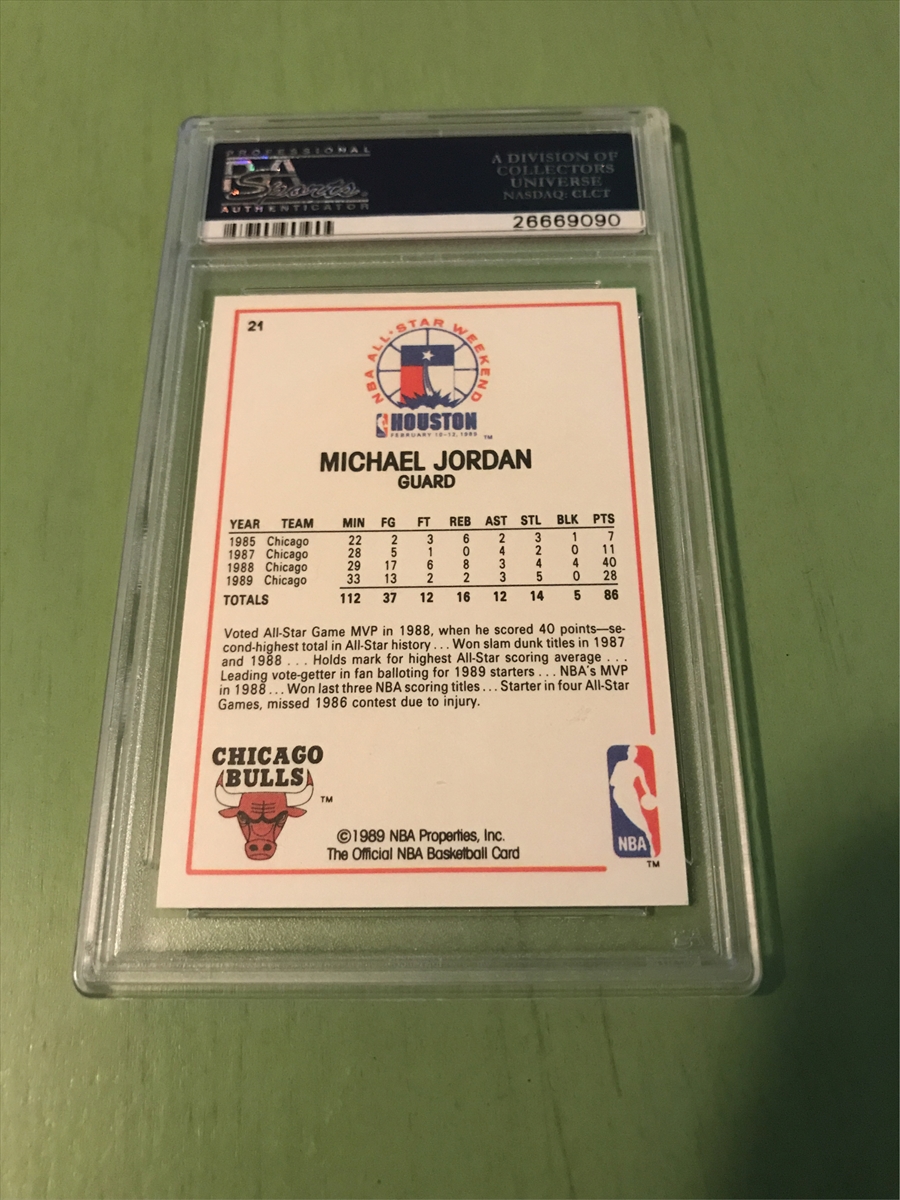 PROFESSIONAL
PSA
Sports
AUTHENTICATOR
A DIVISION OF
COLLECTORS
UNIVERSE
NASDAQ: CLCT
26669090
21
NBA ALL-STAR WEEKEND
HOUSTON
FEBRUARY 10-12, 1989
TM
MICHAEL JORDAN
GUARD
YEAR TEAM MIN FG FT REB AST STL BLK PTS
1985 Chicago 22 2 3 6 2 3 1 7
1987 Chicago 28 5 1 0 4 2 0 11
1988 Chicago 29 17 6 8 3 4 4 40
1989 Chicago 33 13 2 2 3 5 0 28
TOTALS 112 37 12 16 12 14 5 86
Voted All-Star Game MVP in 1988, when he scored 40 points—se-
cond-highest total in All-Star history . . . Won slam dunk titles in 1987
and 1988 . . . Holds mark for highest All-Star scoring average . . .
Leading vote-getter in fan balloting for 1989 starters . . . NBA's MVP
in 1988 . . . Won last three NBA scoring titles . . . Starter in four All-Star
Games, missed 1986 contest due to injury.
CHICAGO
BULLS
TM
©1989 NBA Properties, Inc.
The Official NBA Basketball Card
NBA
TM